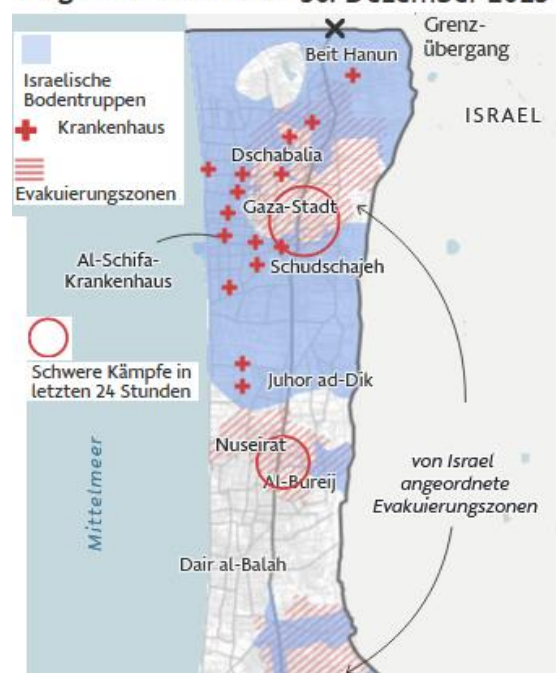 30. Dezember 2023
Grenz-
übergang
Beit Hanun
Israelische
Bodentruppen
ISRAEL
Krankenhaus
Dschabalia
Evakuierungszonen
Gaza-Stadt
Al-Schifa-
Krankenhaus
Schudschajeh
Schwere Kämpfe in
letzten 24 Stunden
Juhor ad-Dik
Mittelmeer
Nuseirat
Al-Bureij
von Israel
angeordnete
Evakuierungszonen
Dair al-Balah